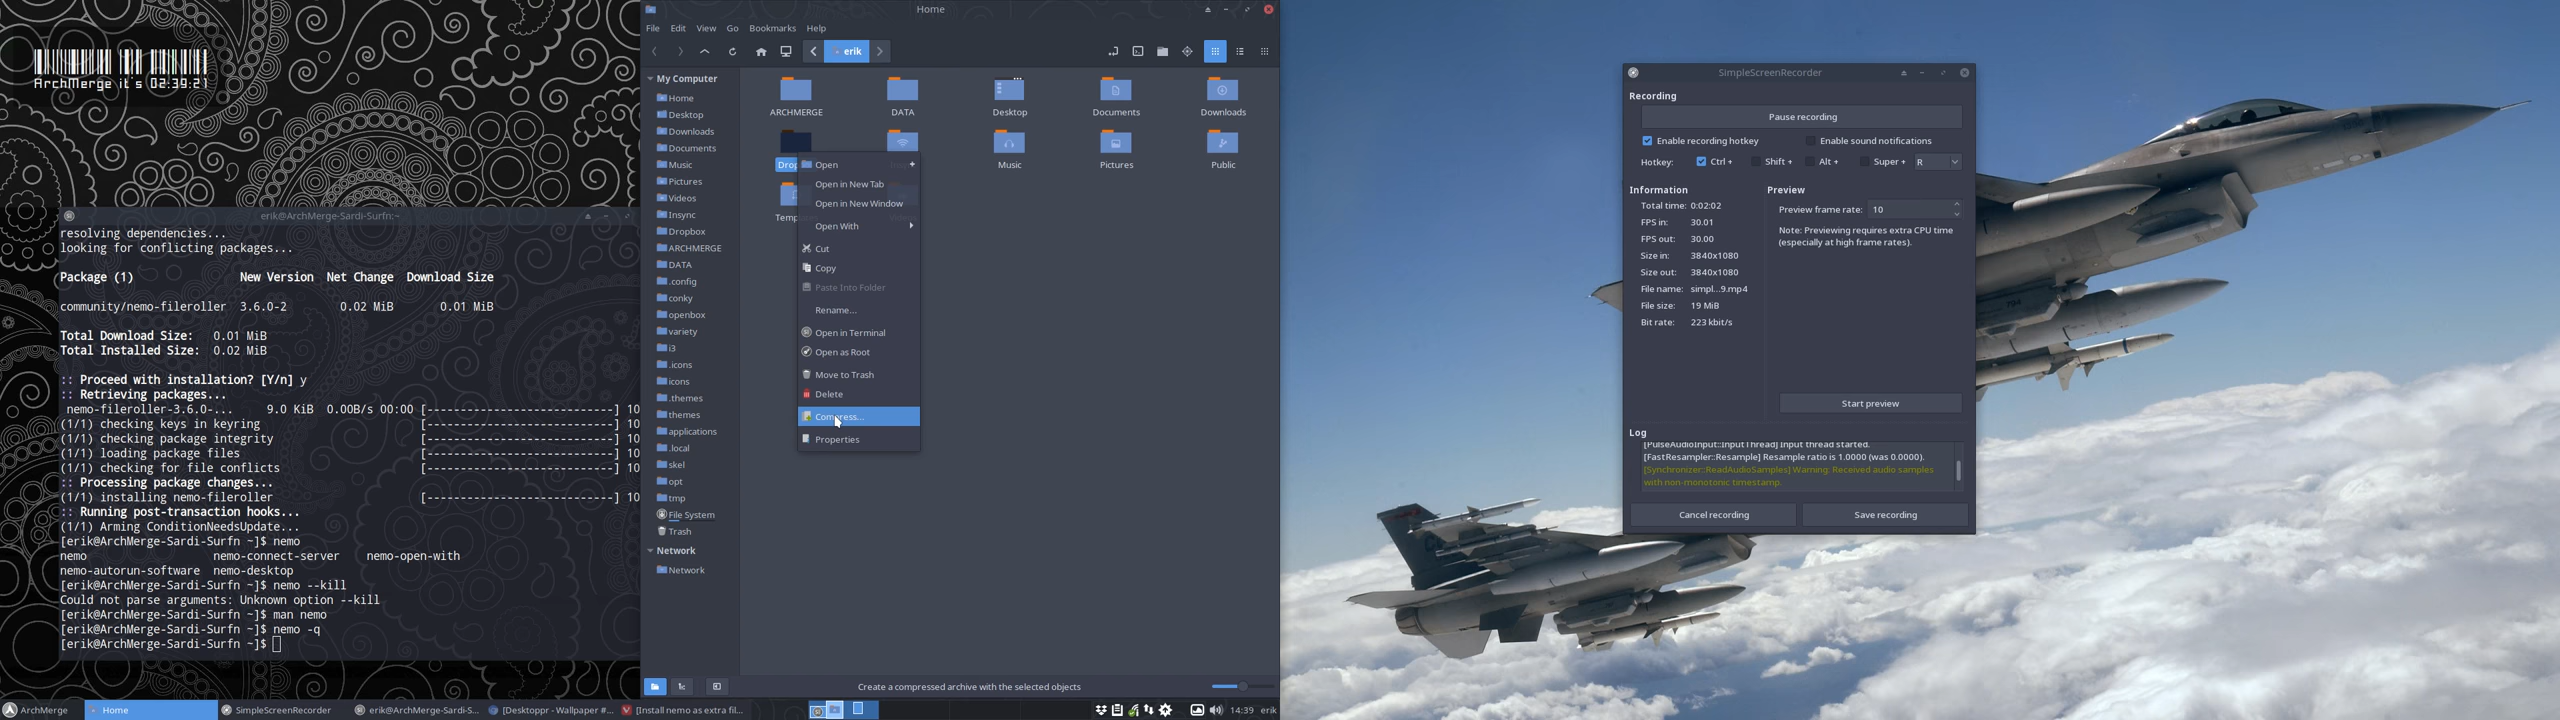 ArchMerge it's 02:39:21
erik@ArchMerge-Sardi-Surfn:~
resolving dependencies...
looking for conflicting packages...
Package (1)    New Version  Net Change  Download Size
community/nemo-fileroller  3.6.0-2    0.02 MiB    0.01 MiB
Total Download Size:   0.01 MiB
Total Installed Size:  0.02 MiB
:: Proceed with installation? [Y/n] y
:: Retrieving packages...
nemo-fileroller-3.6.0-...    9.0 KiB  0.00B/s 00:00 [----------------------------] 10
(1/1) checking keys in keyring    [----------------------------] 10
(1/1) checking package integrity    [----------------------------] 10
(1/1) loading package files    [----------------------------] 10
(1/1) checking for file conflicts    [----------------------------] 10
:: Processing package changes...
(1/1) installing nemo-fileroller    [----------------------------] 10
:: Running post-transaction hooks...
(1/1) Arming ConditionNeedsUpdate...
[erik@ArchMerge-Sardi-Surfn ~]$ nemo
nemo    nemo-connect-server    nemo-open-with
nemo-autorun-software  nemo-desktop
[erik@ArchMerge-Sardi-Surfn ~]$ nemo --kill
Could not parse arguments: Unknown option --kill
[erik@ArchMerge-Sardi-Surfn ~]$ man nemo
[erik@ArchMerge-Sardi-Surfn ~]$ nemo -q
[erik@ArchMerge-Sardi-Surfn ~]$
Home
File Edit View Go Bookmarks Help
erik
My Computer
Home
Desktop
Downloads
Documents
Music
Pictures
Videos
Insync
Dropbox
ARCHMERGE
DATA
.config
conky
openbox
variety
i3
.icons
icons
.themes
themes
applications
.local
skel
opt
tmp
File System
Trash
Network
Network
ARCHMERGE DATA Desktop Documents Downloads
Drop Music Pictures Public
Temp
Open +
Open in New Tab
Open in New Window
Open With
Cut
Copy
Paste Into Folder
Rename...
Open in Terminal
Open as Root
Move to Trash
Delete
Compress...
Properties
Create a compressed archive with the selected objects
SimpleScreenRecorder
Recording
Pause recording
Enable recording hotkey Enable sound notifications
Hotkey: Ctrl + Shift + Alt + Super + R
Information
Total time: 0:02:02
FPS in: 30.01
FPS out: 30.00
Size in: 3840x1080
Size out: 3840x1080
File name: simpl...9.mp4
File size: 19 MiB
Bit rate: 223 kbit/s
Preview
Preview frame rate: 10
Note: Previewing requires extra CPU time
(especially at high frame rates).
Start preview
Log
[PulseAudioInput::InputThread] Input thread started.
[FastResampler::Resample] Resample ratio is 1.0000 (was 0.0000).
[Synchronizer::ReadAudioSamples] Warning: Received audio samples
with non-monotonic timestamp.
Cancel recording Save recording
ArchMerge Home SimpleScreenRecorder erik@ArchMerge-Sardi-S... [Desktoppr - Wallpaper #... [Install nemo as extra fil... 14:39 erik